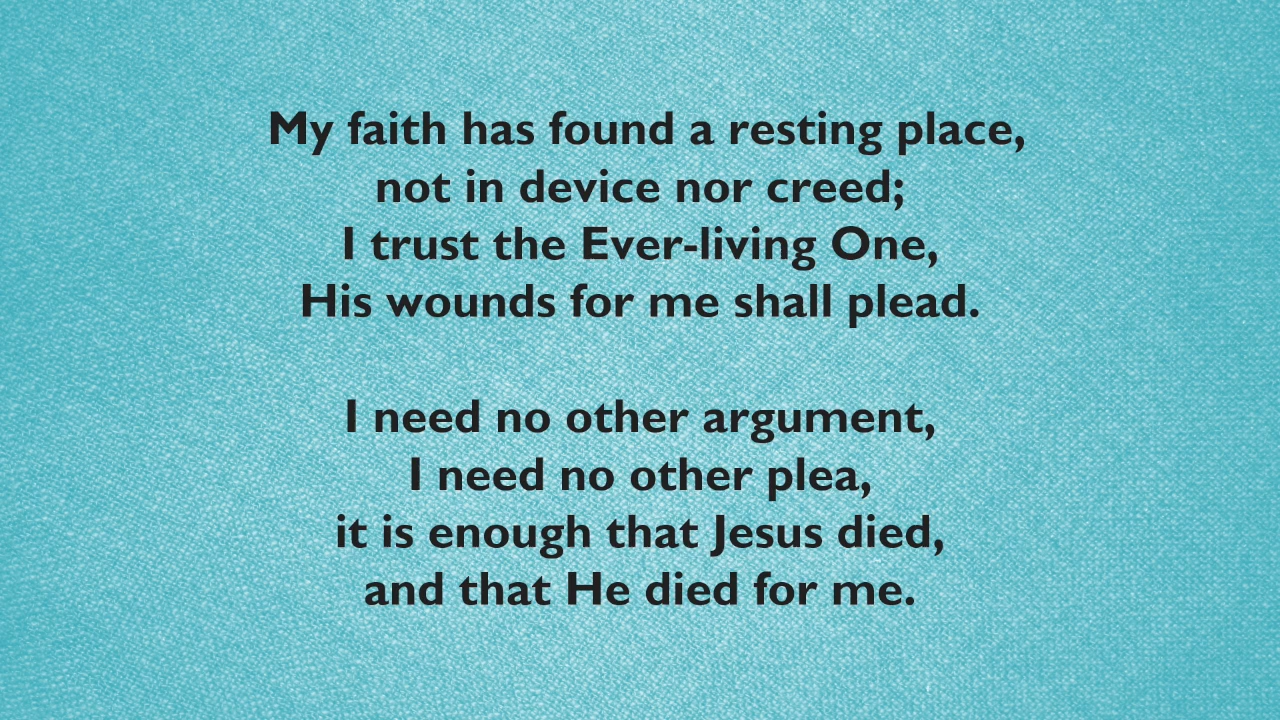 My faith has found a resting place,
not in device nor creed;
I trust the Ever-living One,
His wounds for me shall plead.
I need no other argument,
I need no other plea,
it is enough that Jesus died,
and that He died for me.